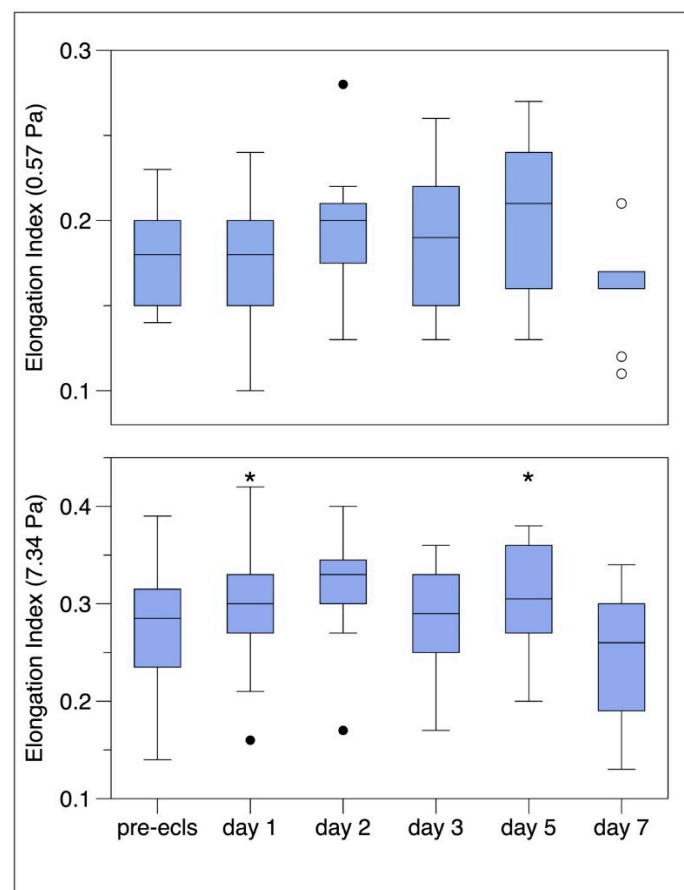 Elongation Index (0.57 Pa)
0.3
0.2
0.1
Elongation Index (7.34 Pa)
* *
0.4
0.3
0.2
0.1
pre-ecls day 1 day 2 day 3 day 5 day 7